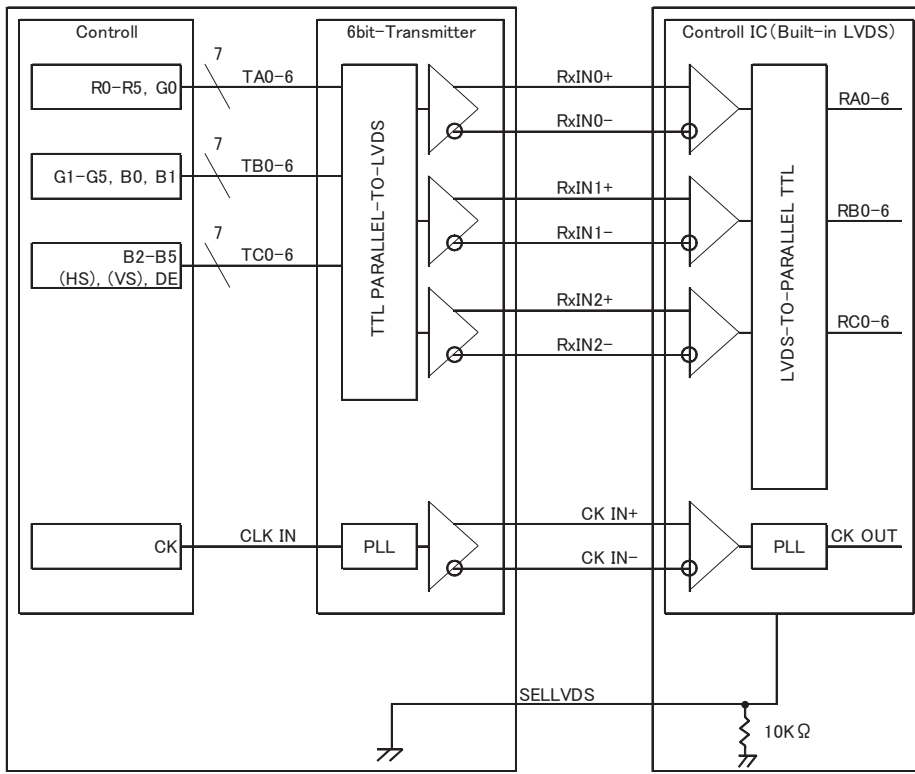 Controll
6bit-Transmitter
Controll IC(Built-in LVDS)
R0-R5, G0
7
TA0-6
RxIN0+
RxIN0-
RA0-6
G1-G5, B0, B1
7
TB0-6
RxIN1+
RxIN1-
RB0-6
B2-B5
(HS), (VS), DE
7
TC0-6
RxIN2+
RxIN2-
RC0-6
TTL PARALLEL-TO-LVDS
LVDS-TO-PARALLEL TTL
CK
CLK IN
PLL
CK IN+
CK IN-
PLL
CK OUT
SELLVDS
10KΩ